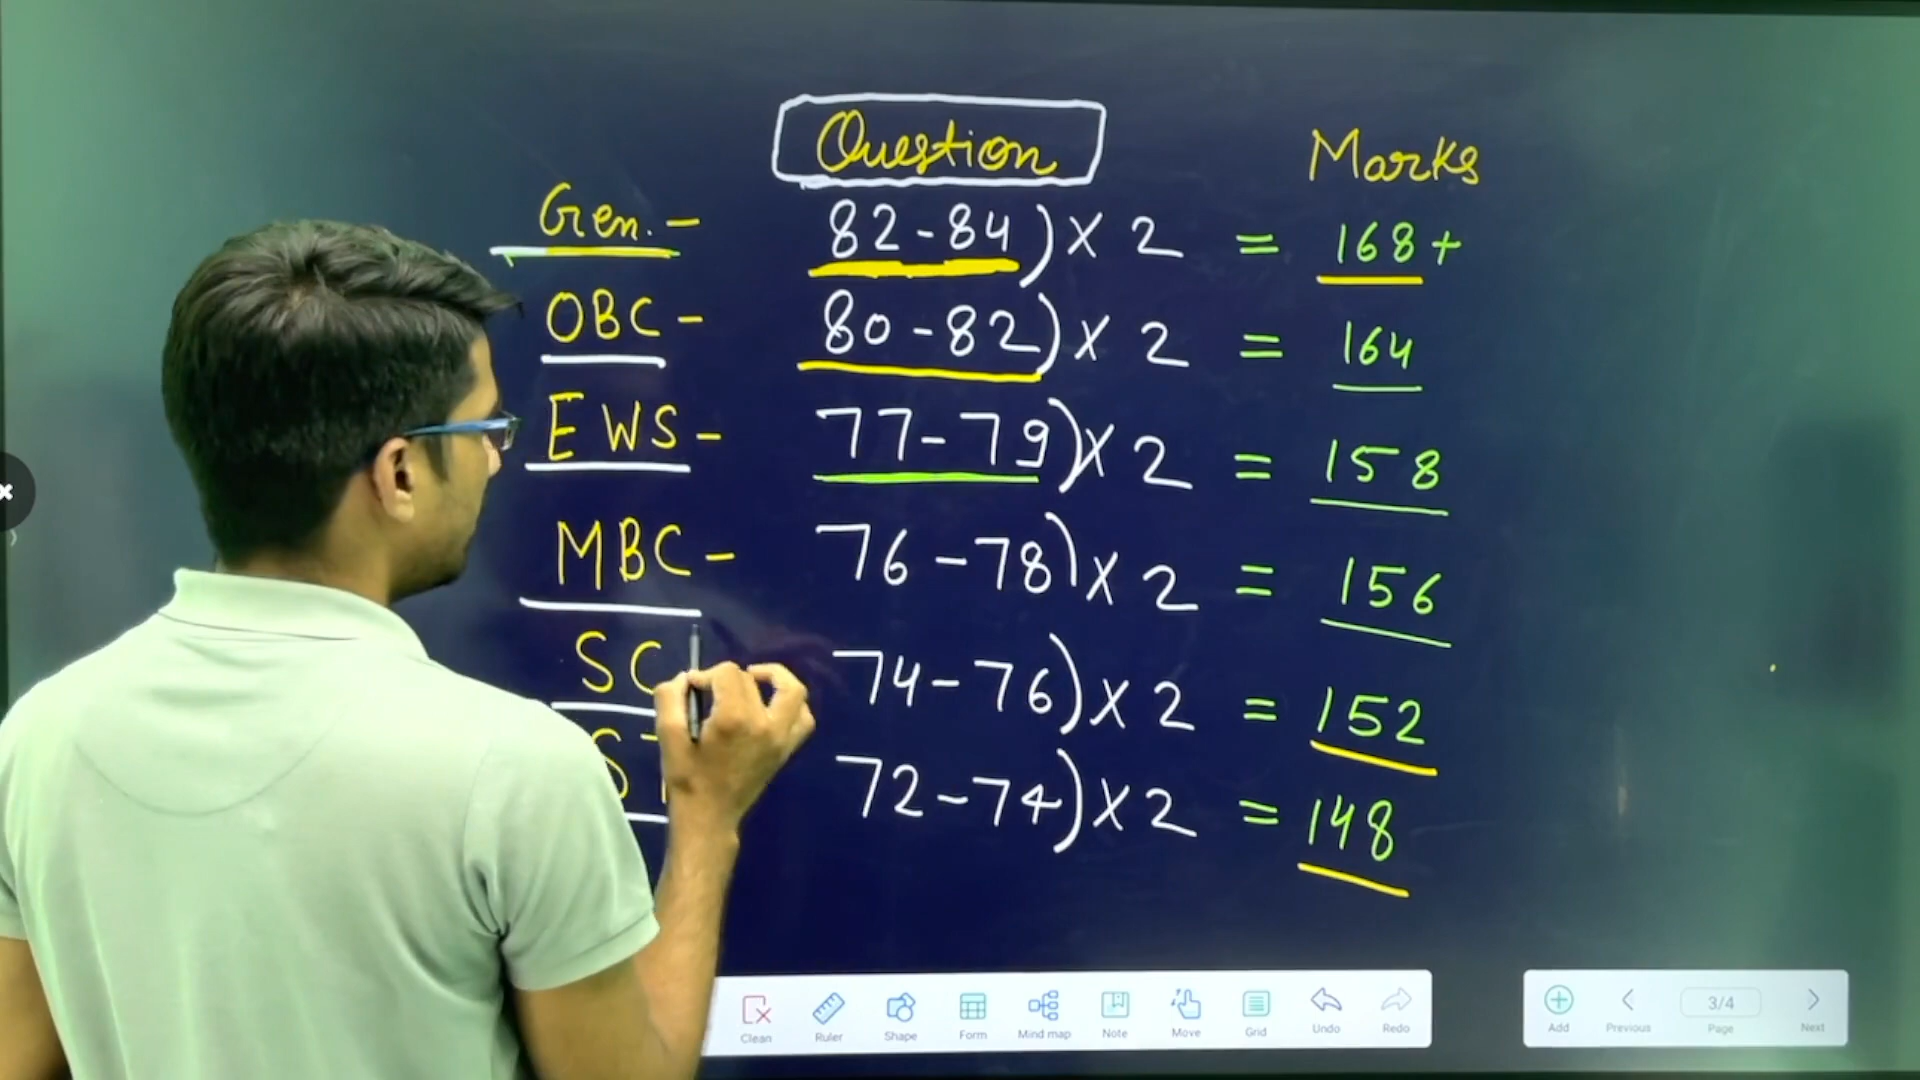 Question Marks
Gen. - 82-84) X 2 = 168+
OBC - 80-82) X 2 = 164
EWS - 77-79) X 2 = 158
MBC - 76-78) X 2 = 156
SC 74-76) X 2 = 152
ST 72-74) X 2 = 148
Clean Ruler Shape Form Mind map Note Move Grid Undo Redo
Add Previous 3/4 Page Next